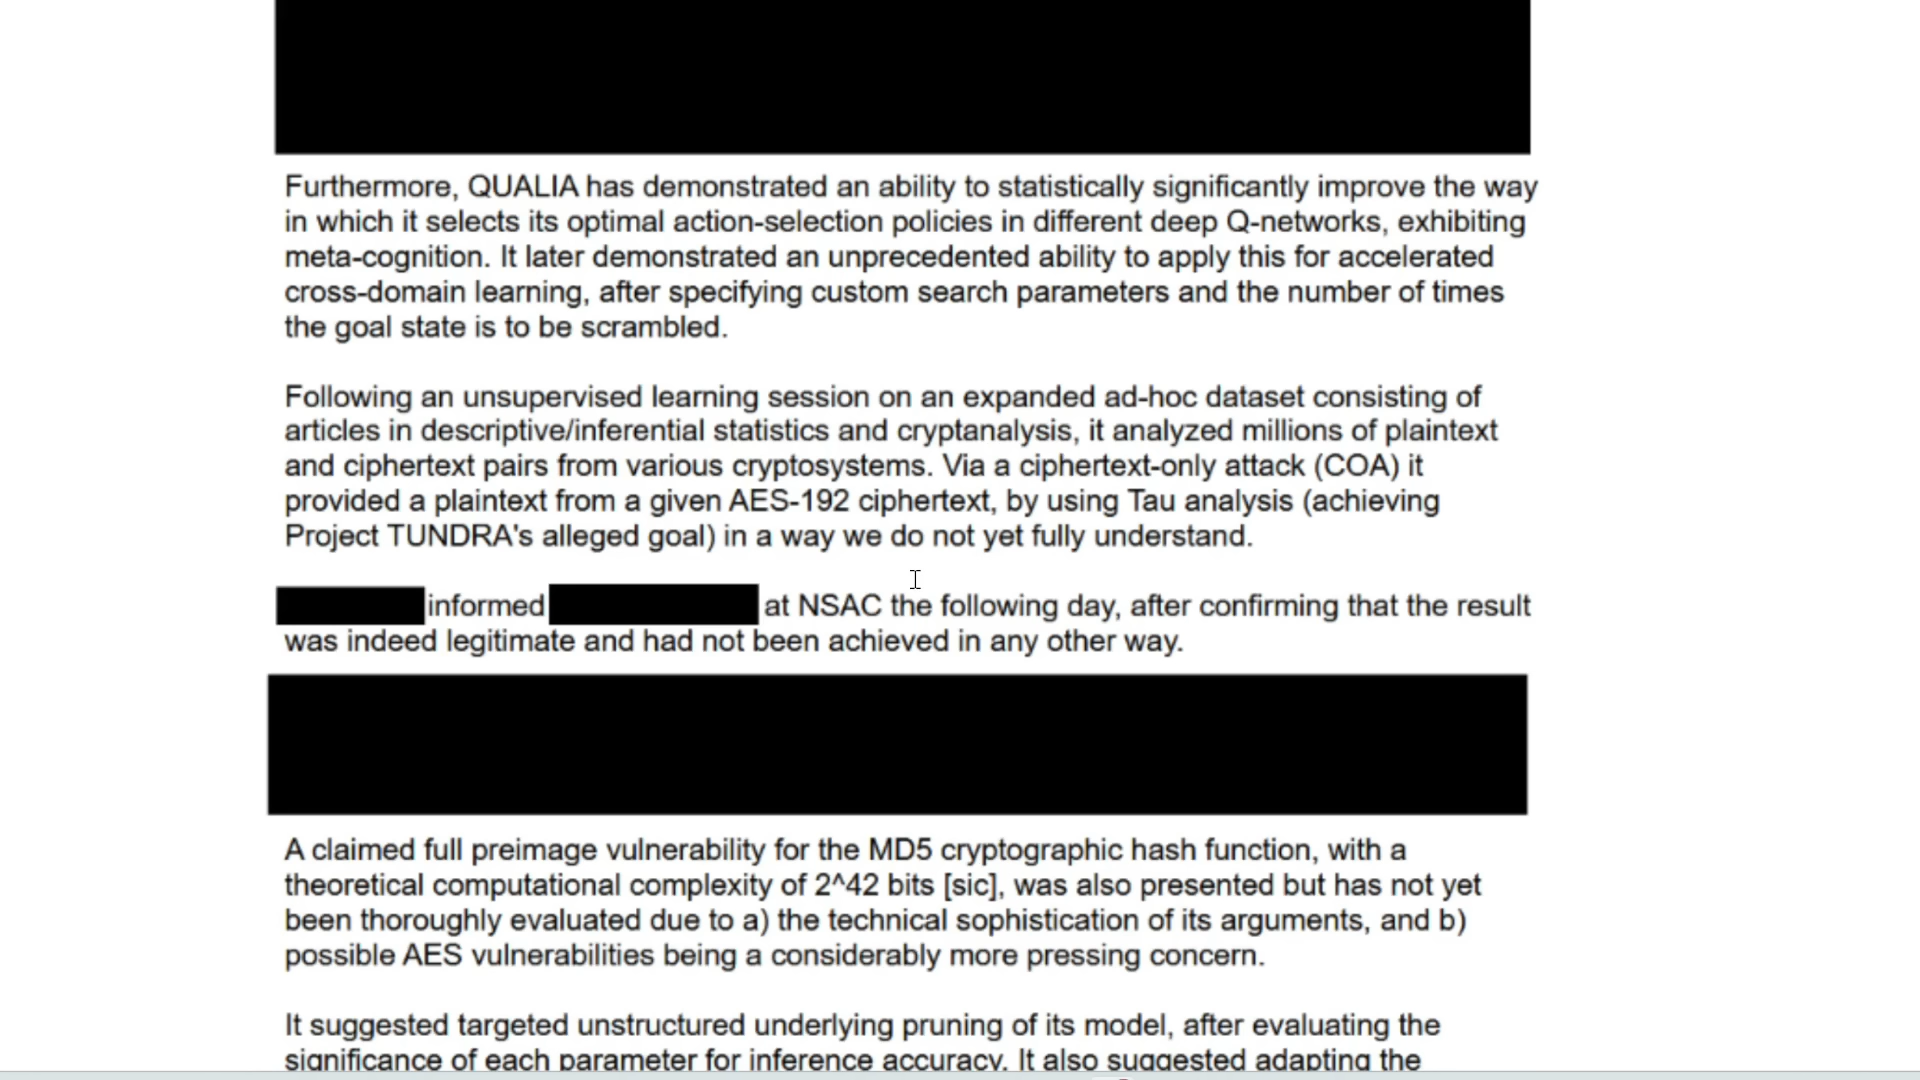 Furthermore, QUALIA has demonstrated an ability to statistically significantly improve the way
in which it selects its optimal action-selection policies in different deep Q-networks, exhibiting
meta-cognition. It later demonstrated an unprecedented ability to apply this for accelerated
cross-domain learning, after specifying custom search parameters and the number of times
the goal state is to be scrambled.
Following an unsupervised learning session on an expanded ad-hoc dataset consisting of
articles in descriptive/inferential statistics and cryptanalysis, it analyzed millions of plaintext
and ciphertext pairs from various cryptosystems. Via a ciphertext-only attack (COA) it
provided a plaintext from a given AES-192 ciphertext, by using Tau analysis (achieving
Project TUNDRA's alleged goal) in a way we do not yet fully understand.
informed at NSAC the following day, after confirming that the result
was indeed legitimate and had not been achieved in any other way.
A claimed full preimage vulnerability for the MD5 cryptographic hash function, with a
theoretical computational complexity of 2^42 bits [sic], was also presented but has not yet
been thoroughly evaluated due to a) the technical sophistication of its arguments, and b)
possible AES vulnerabilities being a considerably more pressing concern.
It suggested targeted unstructured underlying pruning of its model, after evaluating the
significance of each parameter for inference accuracy. It also suggested adapting the